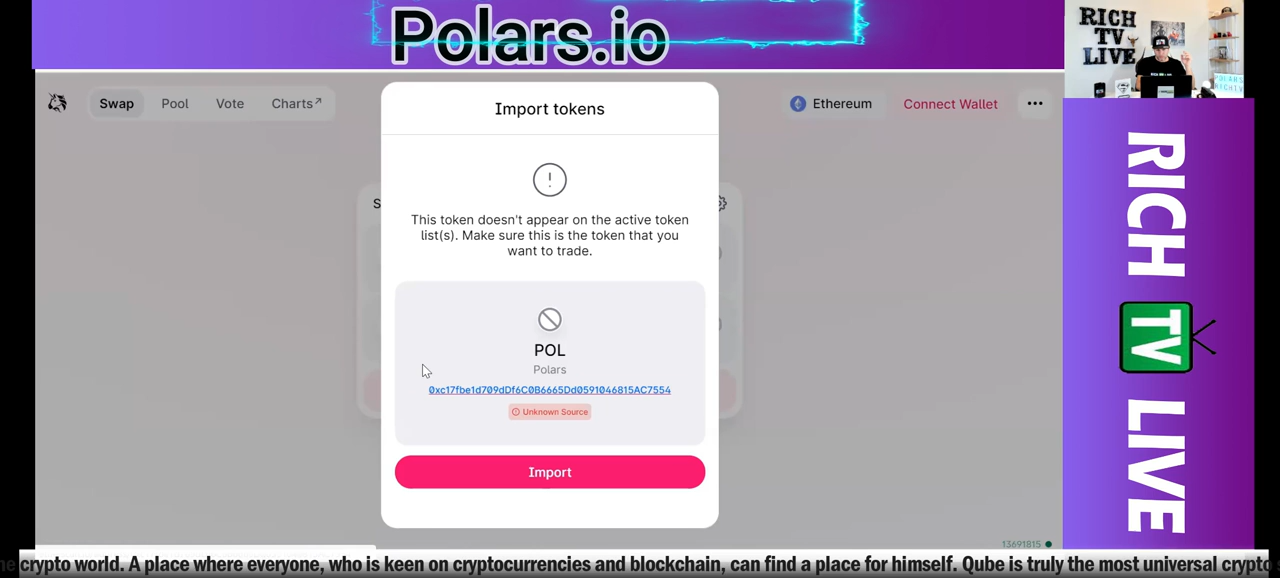 Polars.io
RICH
TV
LIVE
Swap Pool Vote Charts↗ Ethereum Connect Wallet •••
Import tokens
This token doesn't appear on the active token
list(s). Make sure this is the token that you
want to trade.
POL
Polars
0xc17fbe1d709dDf6C0B6665Dd0591046815AC7554
Unknown Source
Import
RICH TV LIVE
13691815
crypto world. A place where everyone, who is keen on cryptocurrencies and blockchain, can find a place for himself. Qube is truly the most universal crypto